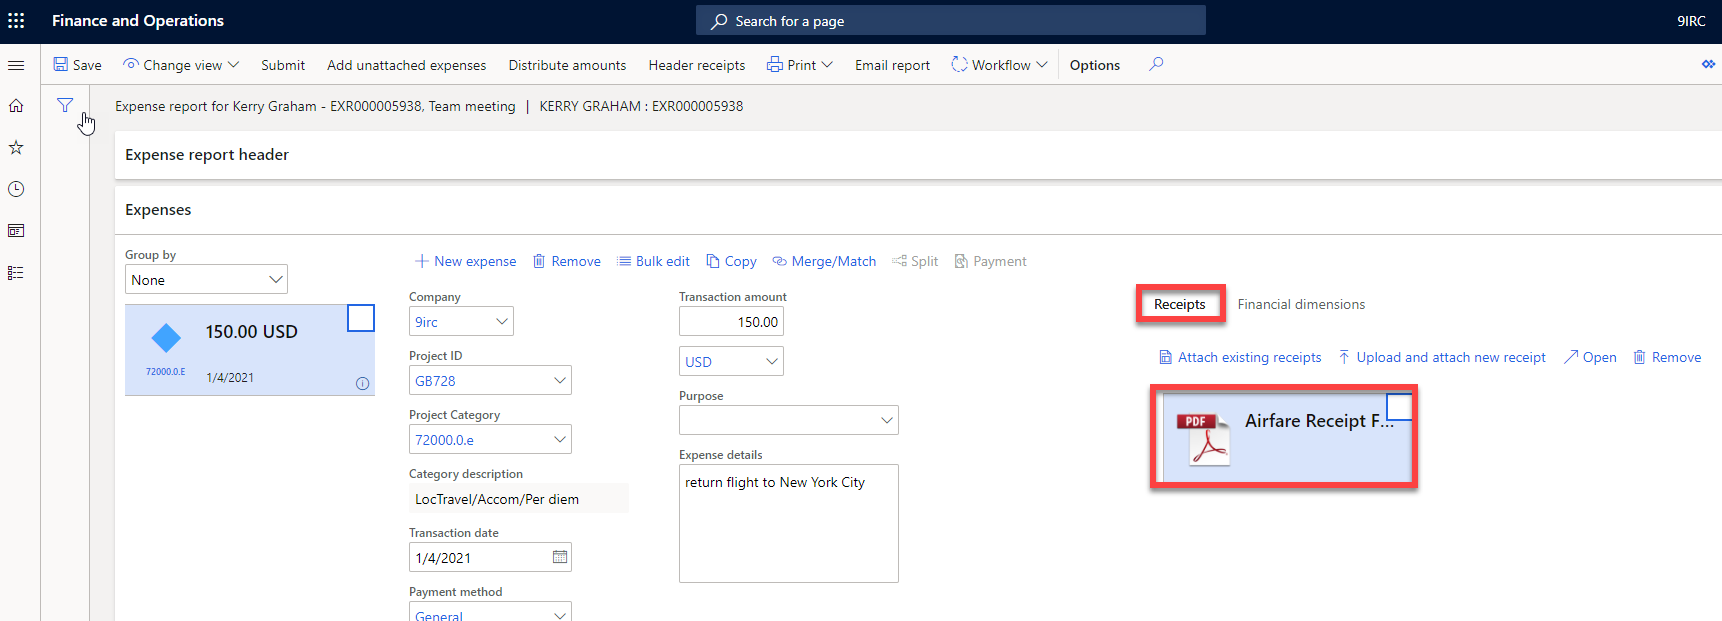 Finance and Operations
Search for a page
9IRC
Save Change view Submit Add unattached expenses Distribute amounts Header receipts Print Email report Workflow Options
Expense report for Kerry Graham - EXR000005938, Team meeting | KERRY GRAHAM : EXR000005938
Expense report header
Expenses
Group by
None
150.00 USD
72000.0.E
1/4/2021
New expense Remove Bulk edit Copy Merge/Match Split Payment
Company
9irc
Project ID
GB728
Project Category
72000.0.e
Category description
LocTravel/Accom/Per diem
Transaction date
1/4/2021
Payment method
General
Transaction amount
150.00
USD
Purpose
Expense details
return flight to New York City
Receipts Financial dimensions
Attach existing receipts Upload and attach new receipt Open Remove
PDF
Airfare Receipt F...